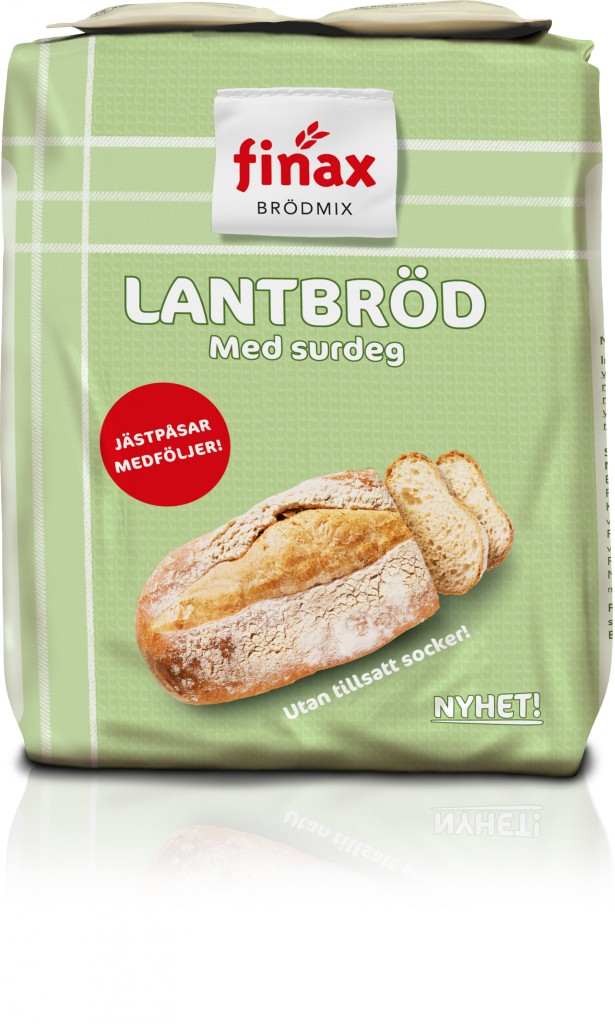 finax
BRÖDMIX
LANTBRÖD
Med surdeg
JÄSTPÅSAR
MEDFÖLJER!
Utan tillsatt socker!
NYHET!